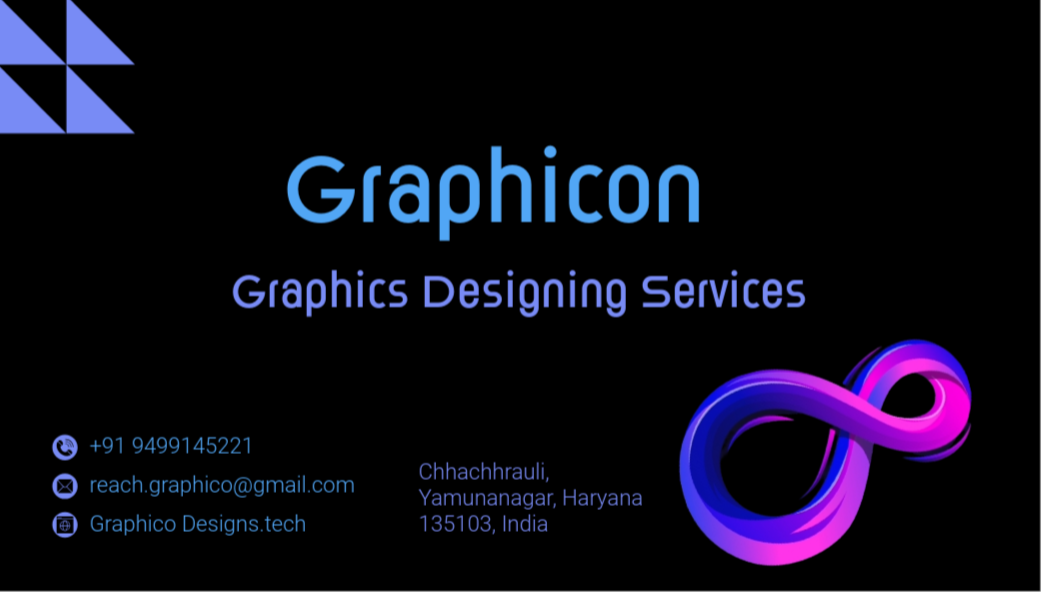 Graphicon
Graphics Designing Services
+91 9499145221
reach.graphico@gmail.com
Graphico Designs.tech
Chhachhrauli,
Yamunanagar, Haryana
135103, India